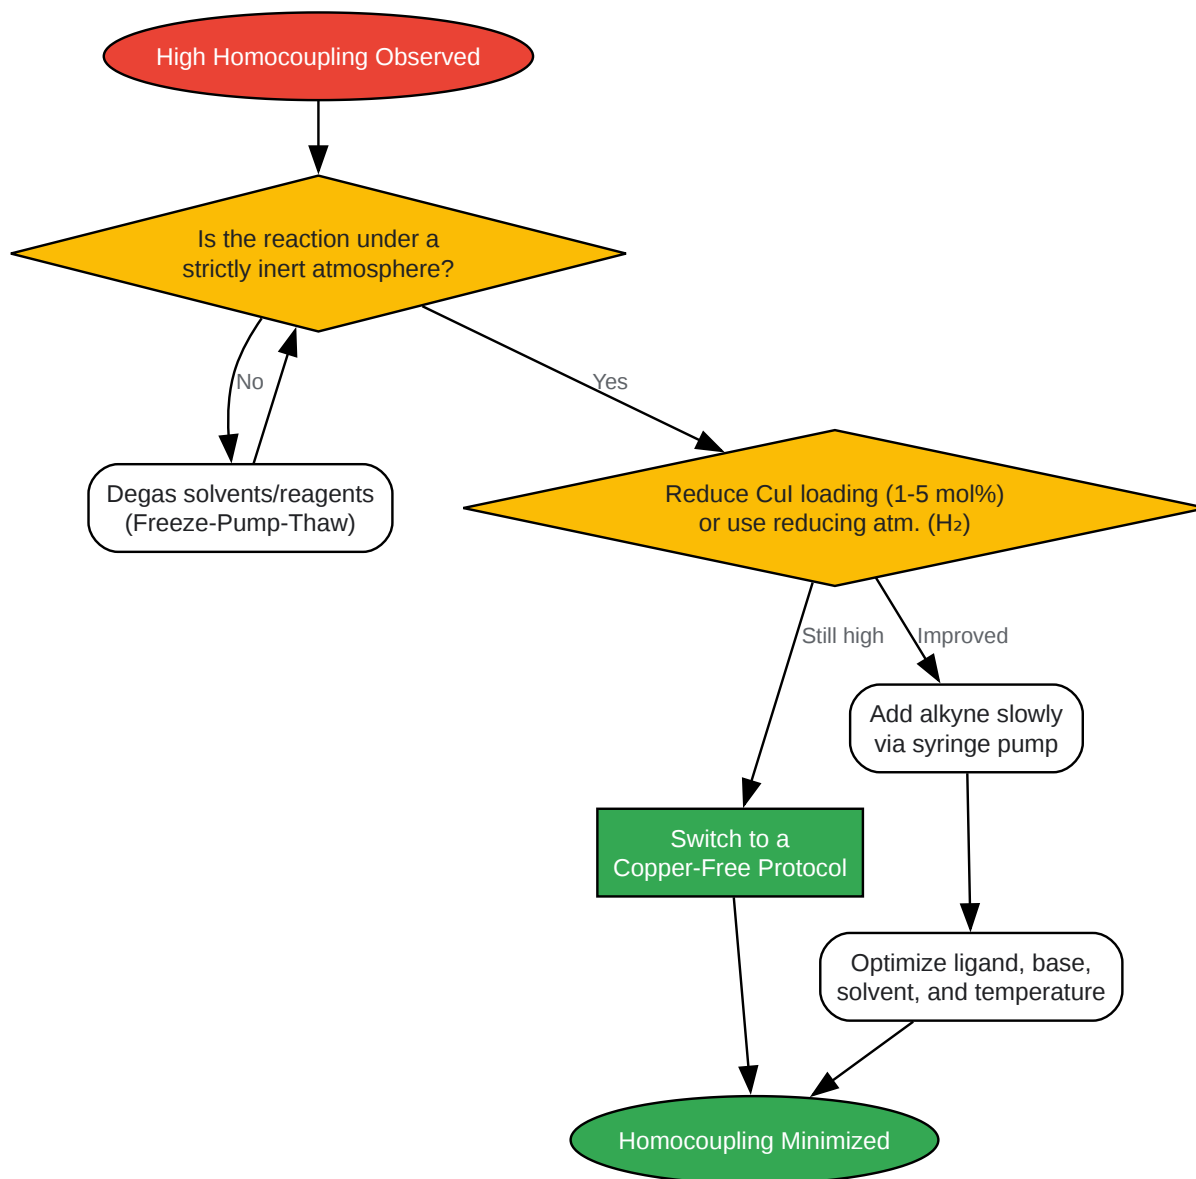 High Homocoupling Observed
Is the reaction under a
strictly inert atmosphere?
No
Yes
Degas solvents/reagents
(Freeze-Pump-Thaw)
Reduce CuI loading (1-5 mol%)
or use reducing atm. (H₂)
Still high
Improved
Add alkyne slowly
via syringe pump
Switch to a
Copper-Free Protocol
Optimize ligand, base,
solvent, and temperature
Homocoupling Minimized